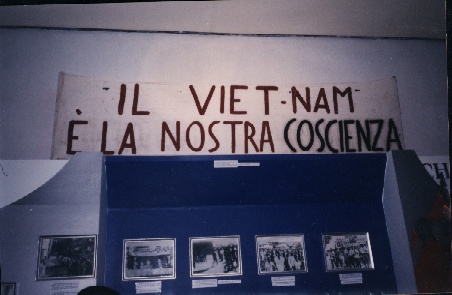 IL VIET-NAM
È LA NOSTRA COSCIENZA